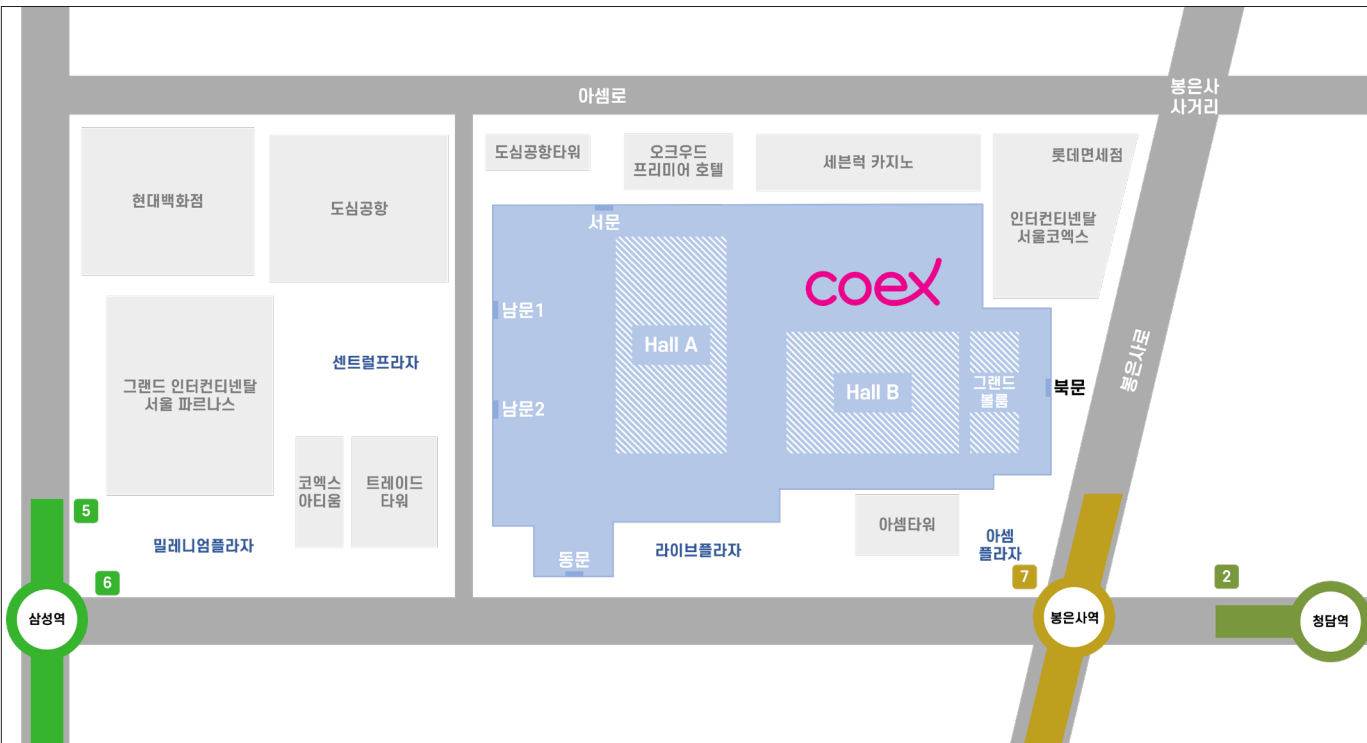 아셈로
봉은사
사거리
현대백화점
도심공항
도심공항타워
오크우드
프리미어 호텔
세븐럭 카지노
롯데면세점
인터컨티넨탈
서울코엑스
서문
coex
남문1
Hall A
센트럴프라자
봉은사로
그랜드 인터컨티넨탈
서울 파르나스
남문2
Hall B
그랜드
볼룸
북문
코엑스
아티움
트레이드
타워
5
밀레니엄플라자
아셈타워
라이브플라자
아셈
플라자
동문
6
7
2
삼성역
봉은사역
청담역